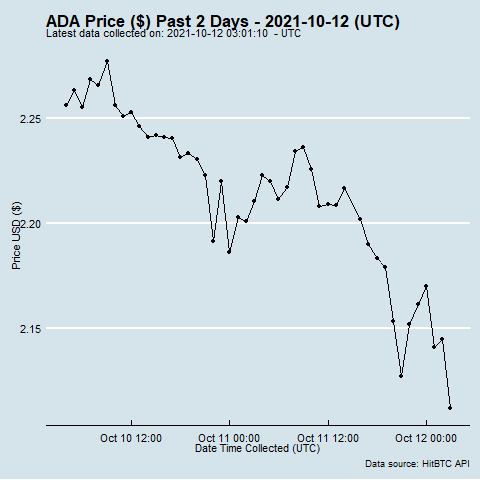 ADA Price ($) Past 2 Days - 2021-10-12 (UTC)
Latest data collected on: 2021-10-12 03:01:10 - UTC
2.25
2.20
2.15
Price USD ($)
Oct 10 12:00
Oct 11 00:00
Oct 11 12:00
Oct 12 00:00
Date Time Collected (UTC)
Data source: HitBTC API